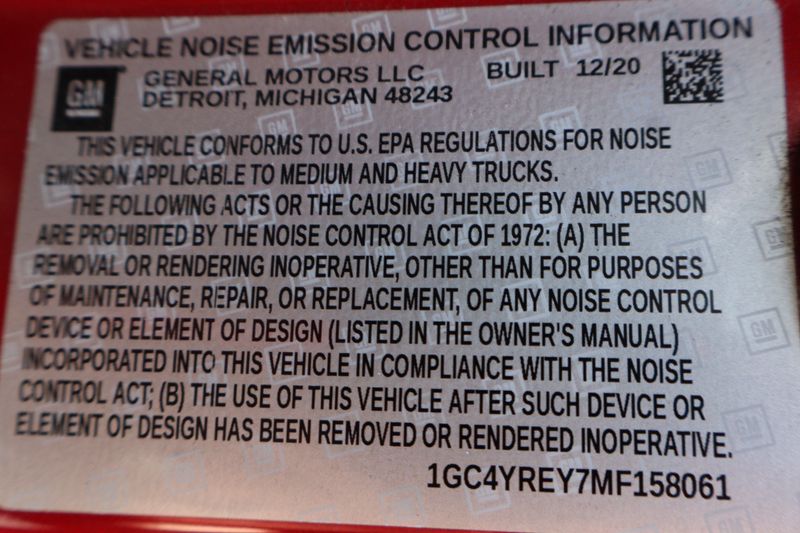 VEHICLE NOISE EMISSION CONTROL INFORMATION
GM
GENERAL MOTORS LLC BUILT 12/20
DETROIT, MICHIGAN 48243
THIS VEHICLE CONFORMS TO U.S. EPA REGULATIONS FOR NOISE
EMISSION APPLICABLE TO MEDIUM AND HEAVY TRUCKS.
THE FOLLOWING ACTS OR THE CAUSING THEREOF BY ANY PERSON
ARE PROHIBITED BY THE NOISE CONTROL ACT OF 1972: (A) THE
REMOVAL OR RENDERING INOPERATIVE, OTHER THAN FOR PURPOSES
OF MAINTENANCE, REPAIR, OR REPLACEMENT, OF ANY NOISE CONTROL
DEVICE OR ELEMENT OF DESIGN (LISTED IN THE OWNER'S MANUAL)
INCORPORATED INTO THIS VEHICLE IN COMPLIANCE WITH THE NOISE
CONTROL ACT; (B) THE USE OF THIS VEHICLE AFTER SUCH DEVICE OR
ELEMENT OF DESIGN HAS BEEN REMOVED OR RENDERED INOPERATIVE.
1GC4YREY7MF158061